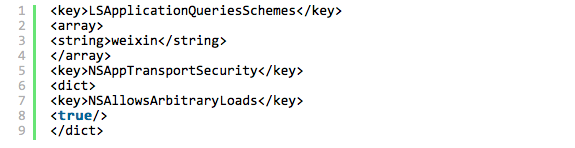 1 <key>LSApplicationQueriesSchemes</key>
2 <array>
3 <string>weixin</string>
4 </array>
5 <key>NSAppTransportSecurity</key>
6 <dict>
7 <key>NSAllowsArbitraryLoads</key>
8 <true/>
9 </dict>